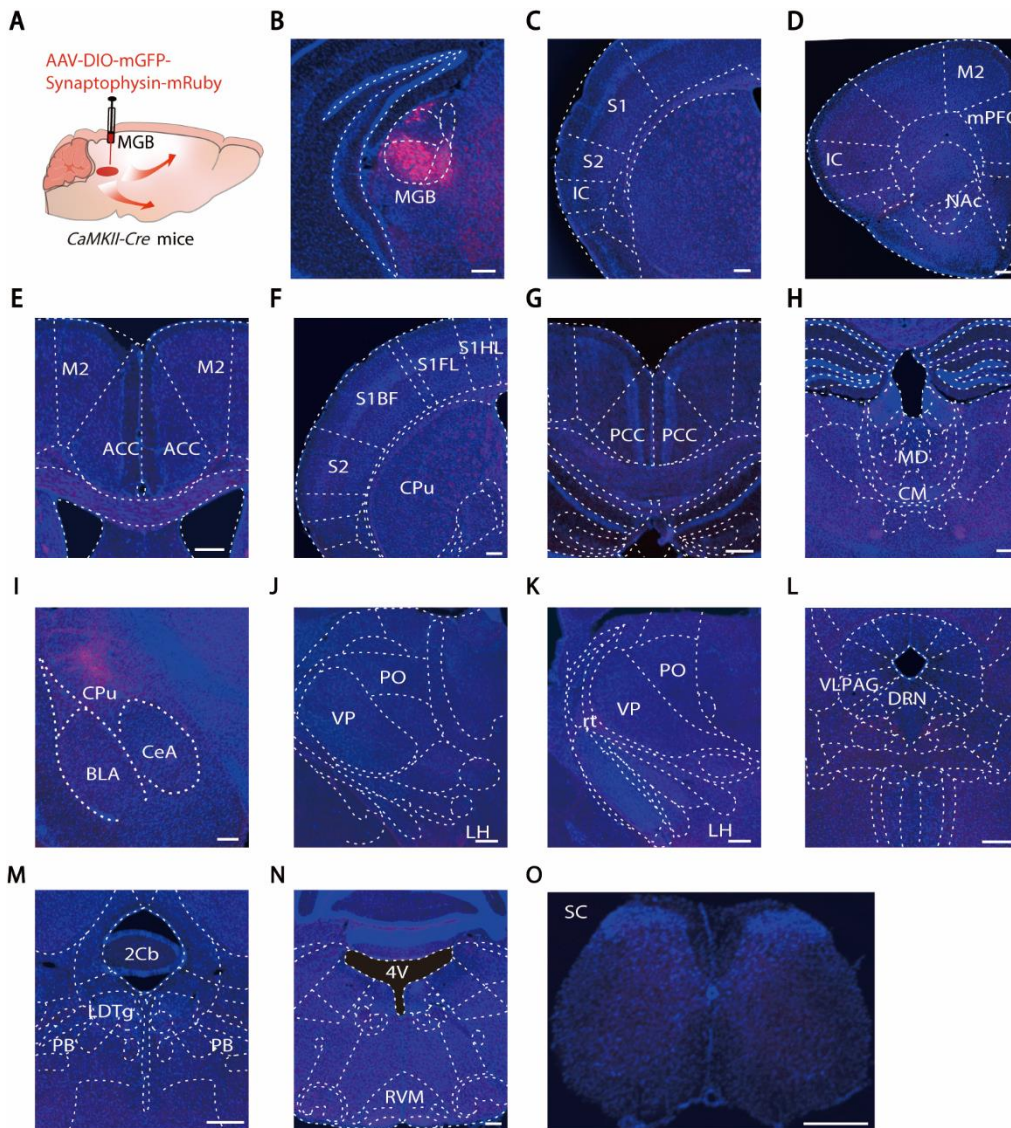 A
AAV-DIO-mGFP-
Synaptophysin-mRuby
MGB
CaMKII-Cre mice
B
MGB
C
S1
S2
IC
D
M2
mPFC
IC
NAc
E
M2
M2
ACC
ACC
F
S1HL
S1FL
S1BF
S2
CPu
G
PCC
PCC
H
MD
CM
I
CPu
CeA
BLA
J
PO
VP
LH
K
PO
VP
rt
LH
L
VLPAG
DRN
M
2Cb
LDTg
PB
PB
N
4V
RVM
O
SC